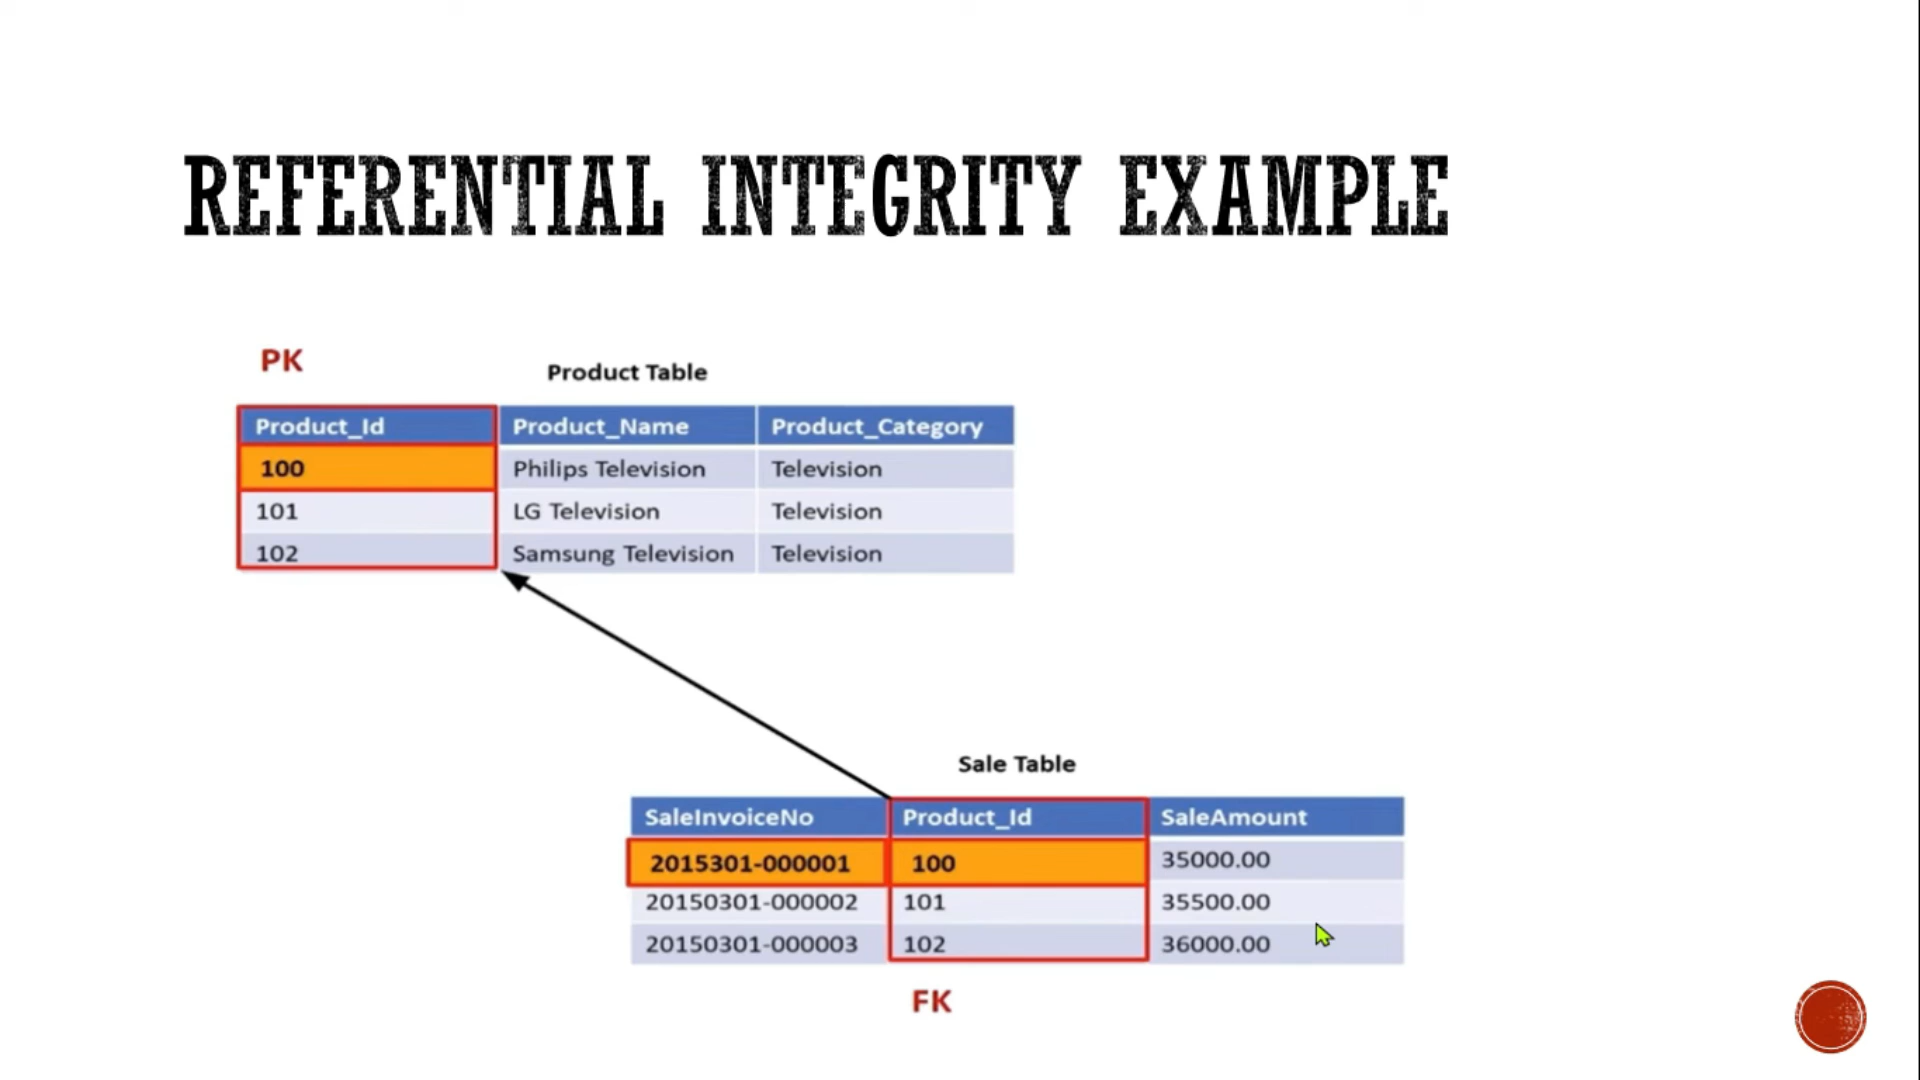 REFERENTIAL INTEGRITY EXAMPLE
PK
Product Table
Product_Id Product_Name Product_Category
100 Philips Television Television
101 LG Television Television
102 Samsung Television Television
Sale Table
SaleInvoiceNo Product_Id SaleAmount
2015301-000001 100 35000.00
20150301-000002 101 35500.00
20150301-000003 102 36000.00
FK